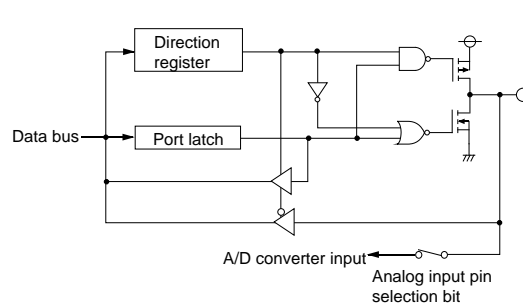 Direction
register
Data bus
Port latch
A/D converter input
Analog input pin
selection bit